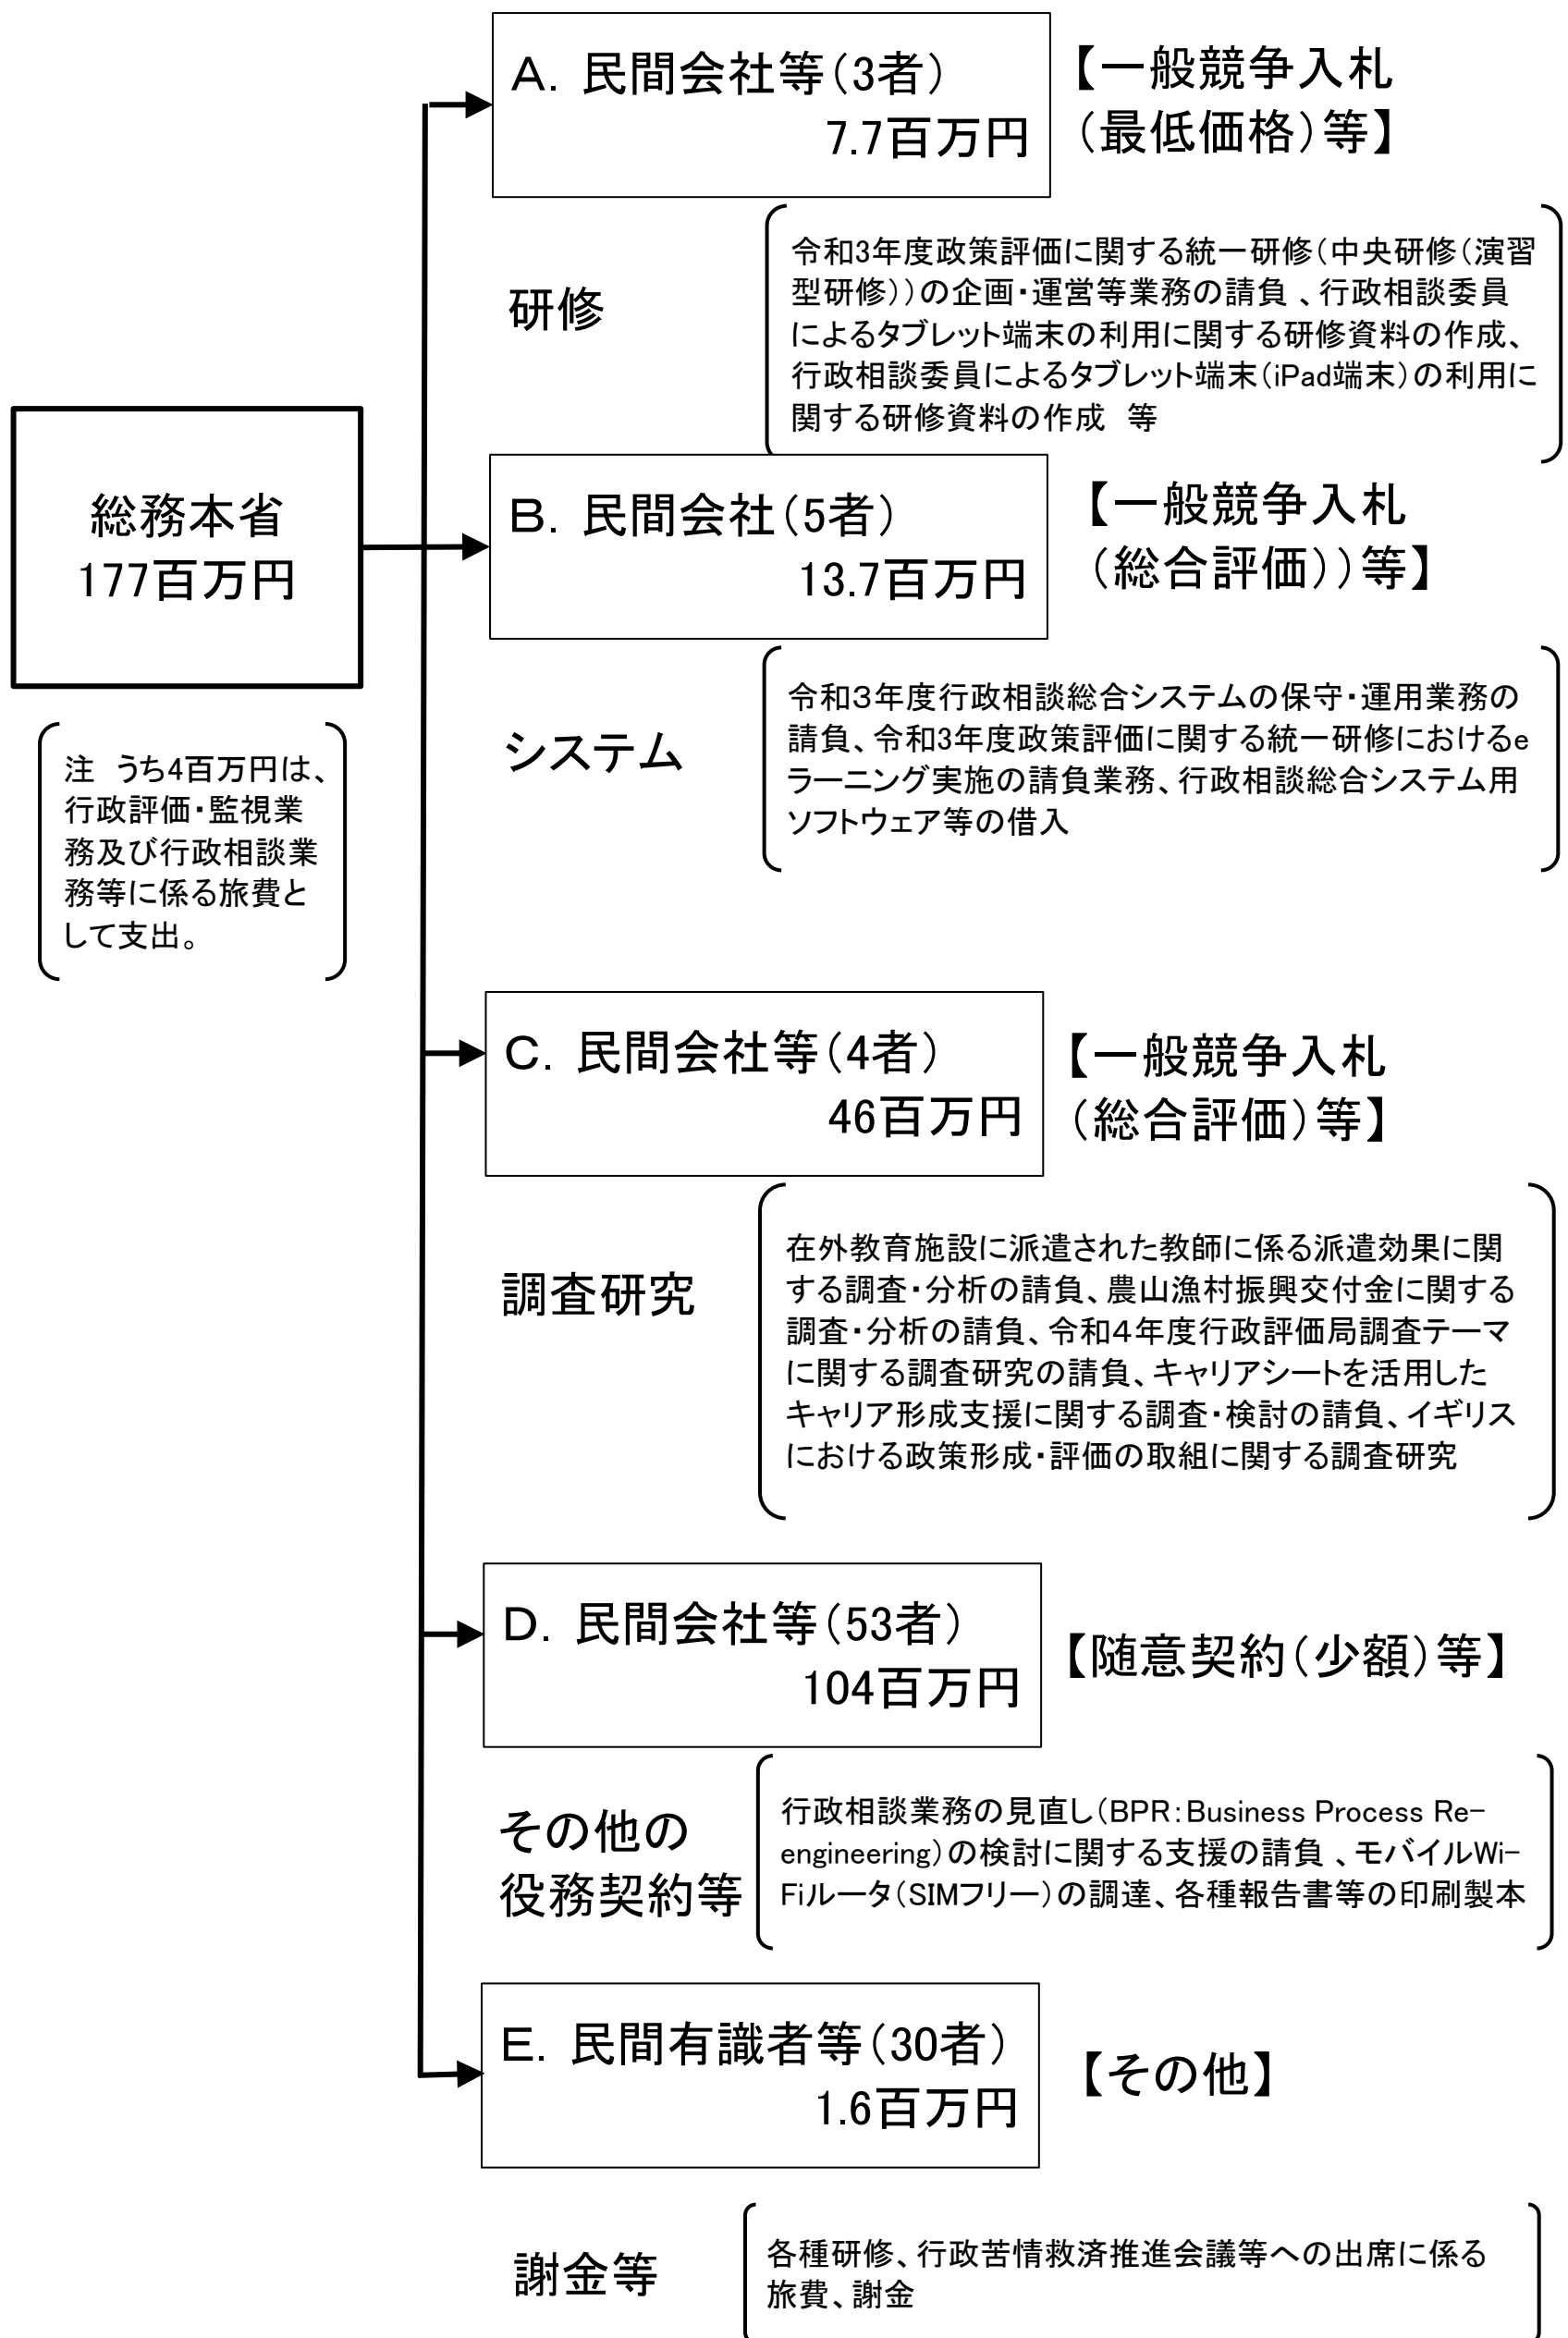 A．民間会社等（3者）
7.7百万円
【一般競争入札
（最低価格）等】
研修
令和3年度政策評価に関する統一研修（中央研修（演習
型研修））の企画・運営等業務の請負 、行政相談委員
によるタブレット端末の利用に関する研修資料の作成、
行政相談委員によるタブレット端末（iPad端末）の利用に
関する研修資料の作成　等
総務本省
177百万円
注　うち4百万円は、
行政評価・監視業
務及び行政相談業
務等に係る旅費と
して支出。
B．民間会社（5者）
13.7百万円
【一般競争入札
（総合評価））等】
システム
令和３年度行政相談総合システムの保守・運用業務の
請負、令和3年度政策評価に関する統一研修におけるe
ラーニング実施の請負業務、行政相談総合システム用
ソフトウェア等の借入
C．民間会社等（4者）
46百万円
【一般競争入札
（総合評価）等】
調査研究
在外教育施設に派遣された教師に係る派遣効果に関
する調査・分析の請負、農山漁村振興交付金に関する
調査・分析の請負、令和４年度行政評価局調査テーマ
に関する調査研究の請負、キャリアシートを活用した
キャリア形成支援に関する調査・検討の請負、イギリス
における政策形成・評価の取組に関する調査研究
D．民間会社等（53者）
104百万円
【随意契約（少額）等】
その他の
役務契約等
行政相談業務の見直し（BPR：Business Process Re-
engineering）の検討に関する支援の請負 、モバイルWi-
Fiルータ（SIMフリー）の調達、各種報告書等の印刷製本
E．民間有識者等（30者）
1.6百万円
【その他】
謝金等
各種研修、行政苦情救済推進会議等への出席に係る
旅費、謝金